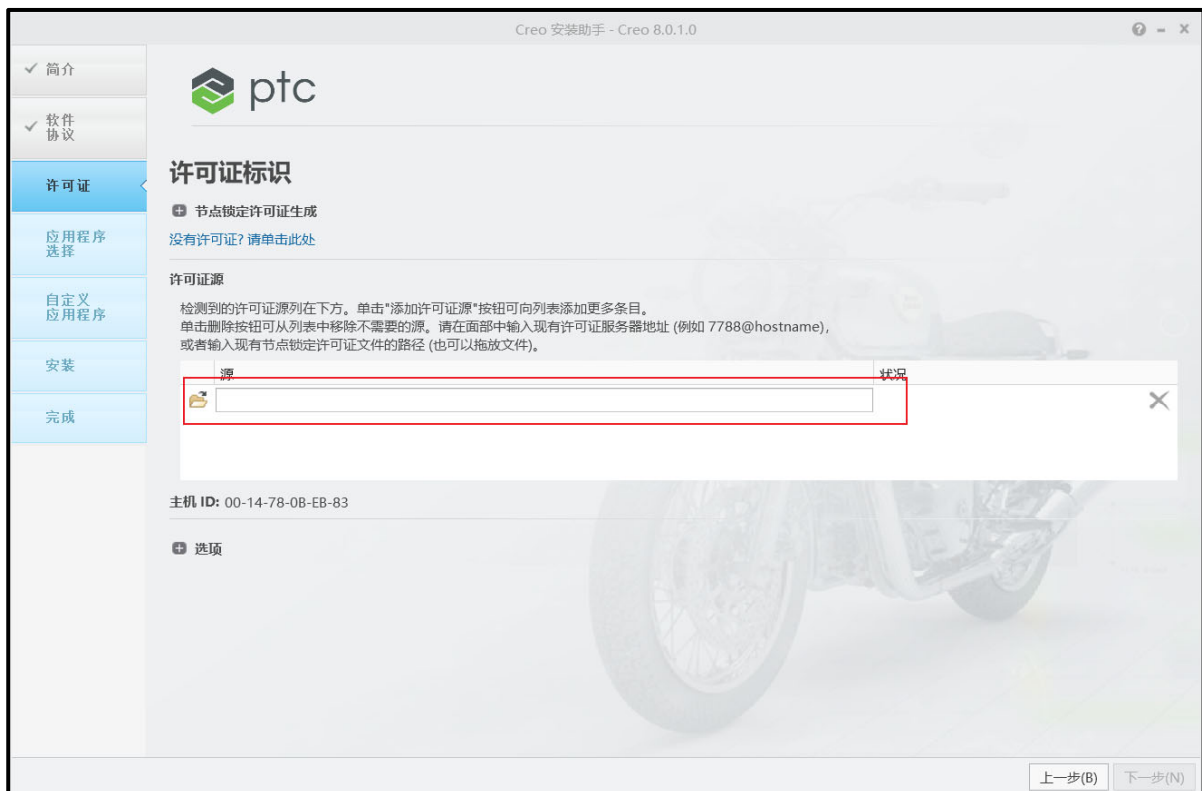 Creo 安装助手 - Creo 8.0.1.0
简介
软件
协议
许可证
应用程序
选择
自定义
应用程序
安装
完成
ptc
许可证标识
节点锁定许可证生成
没有许可证? 请单击此处
许可证源
检测到的许可证源列在下方。单击"添加许可证源"按钮可向列表添加更多条目。
单击删除按钮可从列表中移除不需要的源。请在面部中输入现有许可证服务器地址 (例如 7788@hostname),
或者输入现有节点锁定许可证文件的路径 (也可以拖放文件)。
源 状况
主机 ID: 00-14-78-0B-EB-83
选项
上一步(B) 下一步(N)